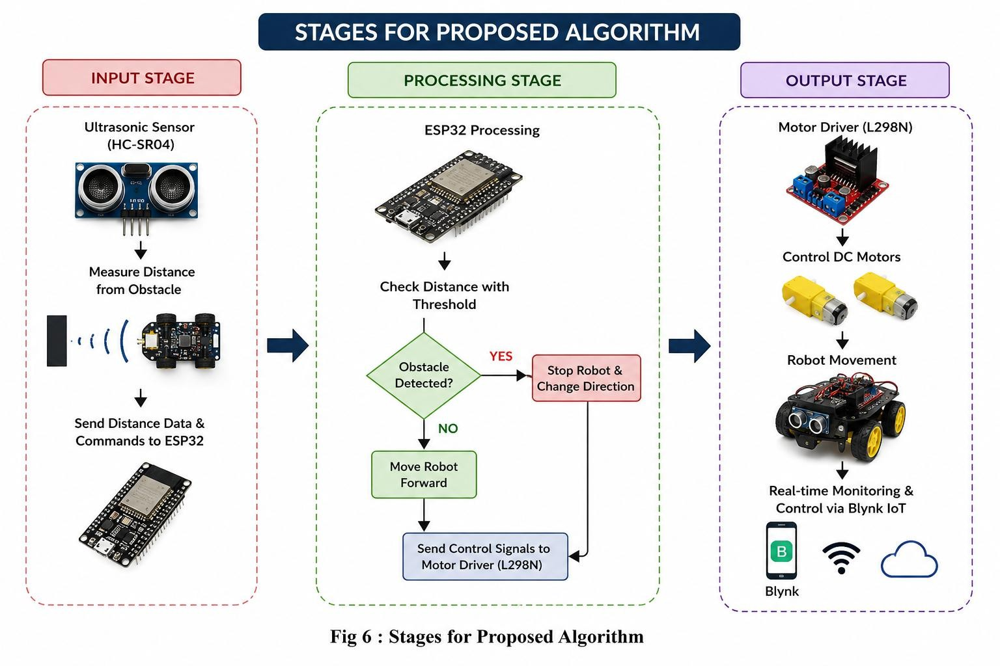 STAGES FOR PROPOSED ALGORITHM
INPUT STAGE
Ultrasonic Sensor
(HC-SR04)
Measure Distance
from Obstacle
Send Distance Data &
Commands to ESP32
PROCESSING STAGE
ESP32 Processing
Check Distance with
Threshold
Obstacle
Detected?
YES
Stop Robot &
Change Direction
NO
Move Robot
Forward
Send Control Signals to
Motor Driver (L298N)
OUTPUT STAGE
Motor Driver (L298N)
Control DC Motors
Robot Movement
Real-time Monitoring &
Control via Blynk IoT
B
Blynk
Fig 6 : Stages for Proposed Algorithm